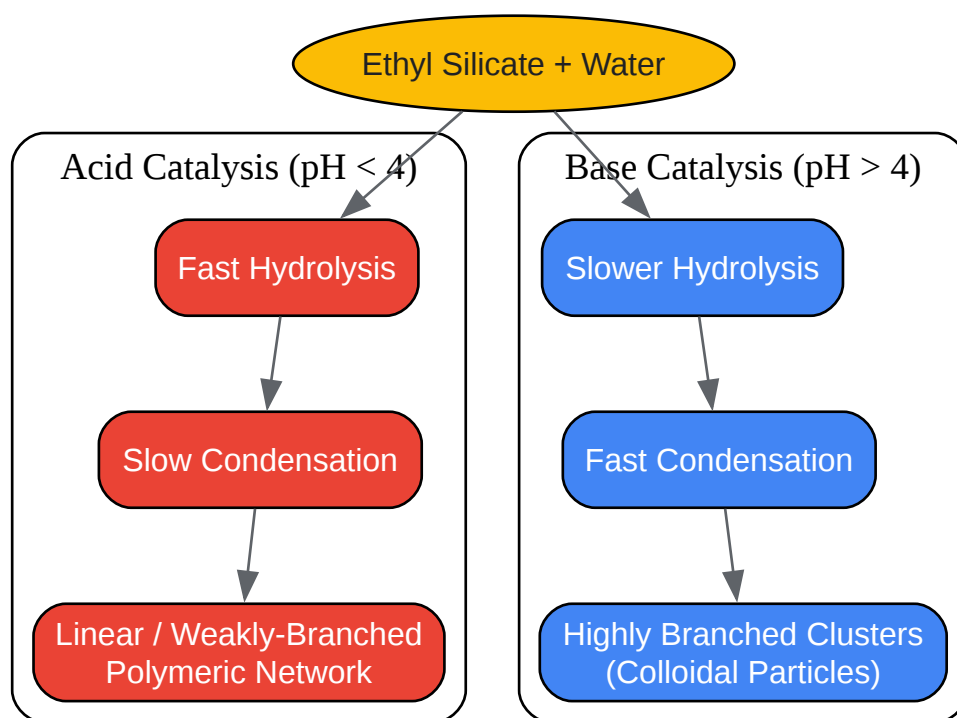 Ethyl Silicate + Water
Acid Catalysis (pH < 4)
Fast Hydrolysis
Slow Condensation
Linear / Weakly-Branched
Polymeric Network
Base Catalysis (pH > 4)
Slower Hydrolysis
Fast Condensation
Highly Branched Clusters
(Colloidal Particles)